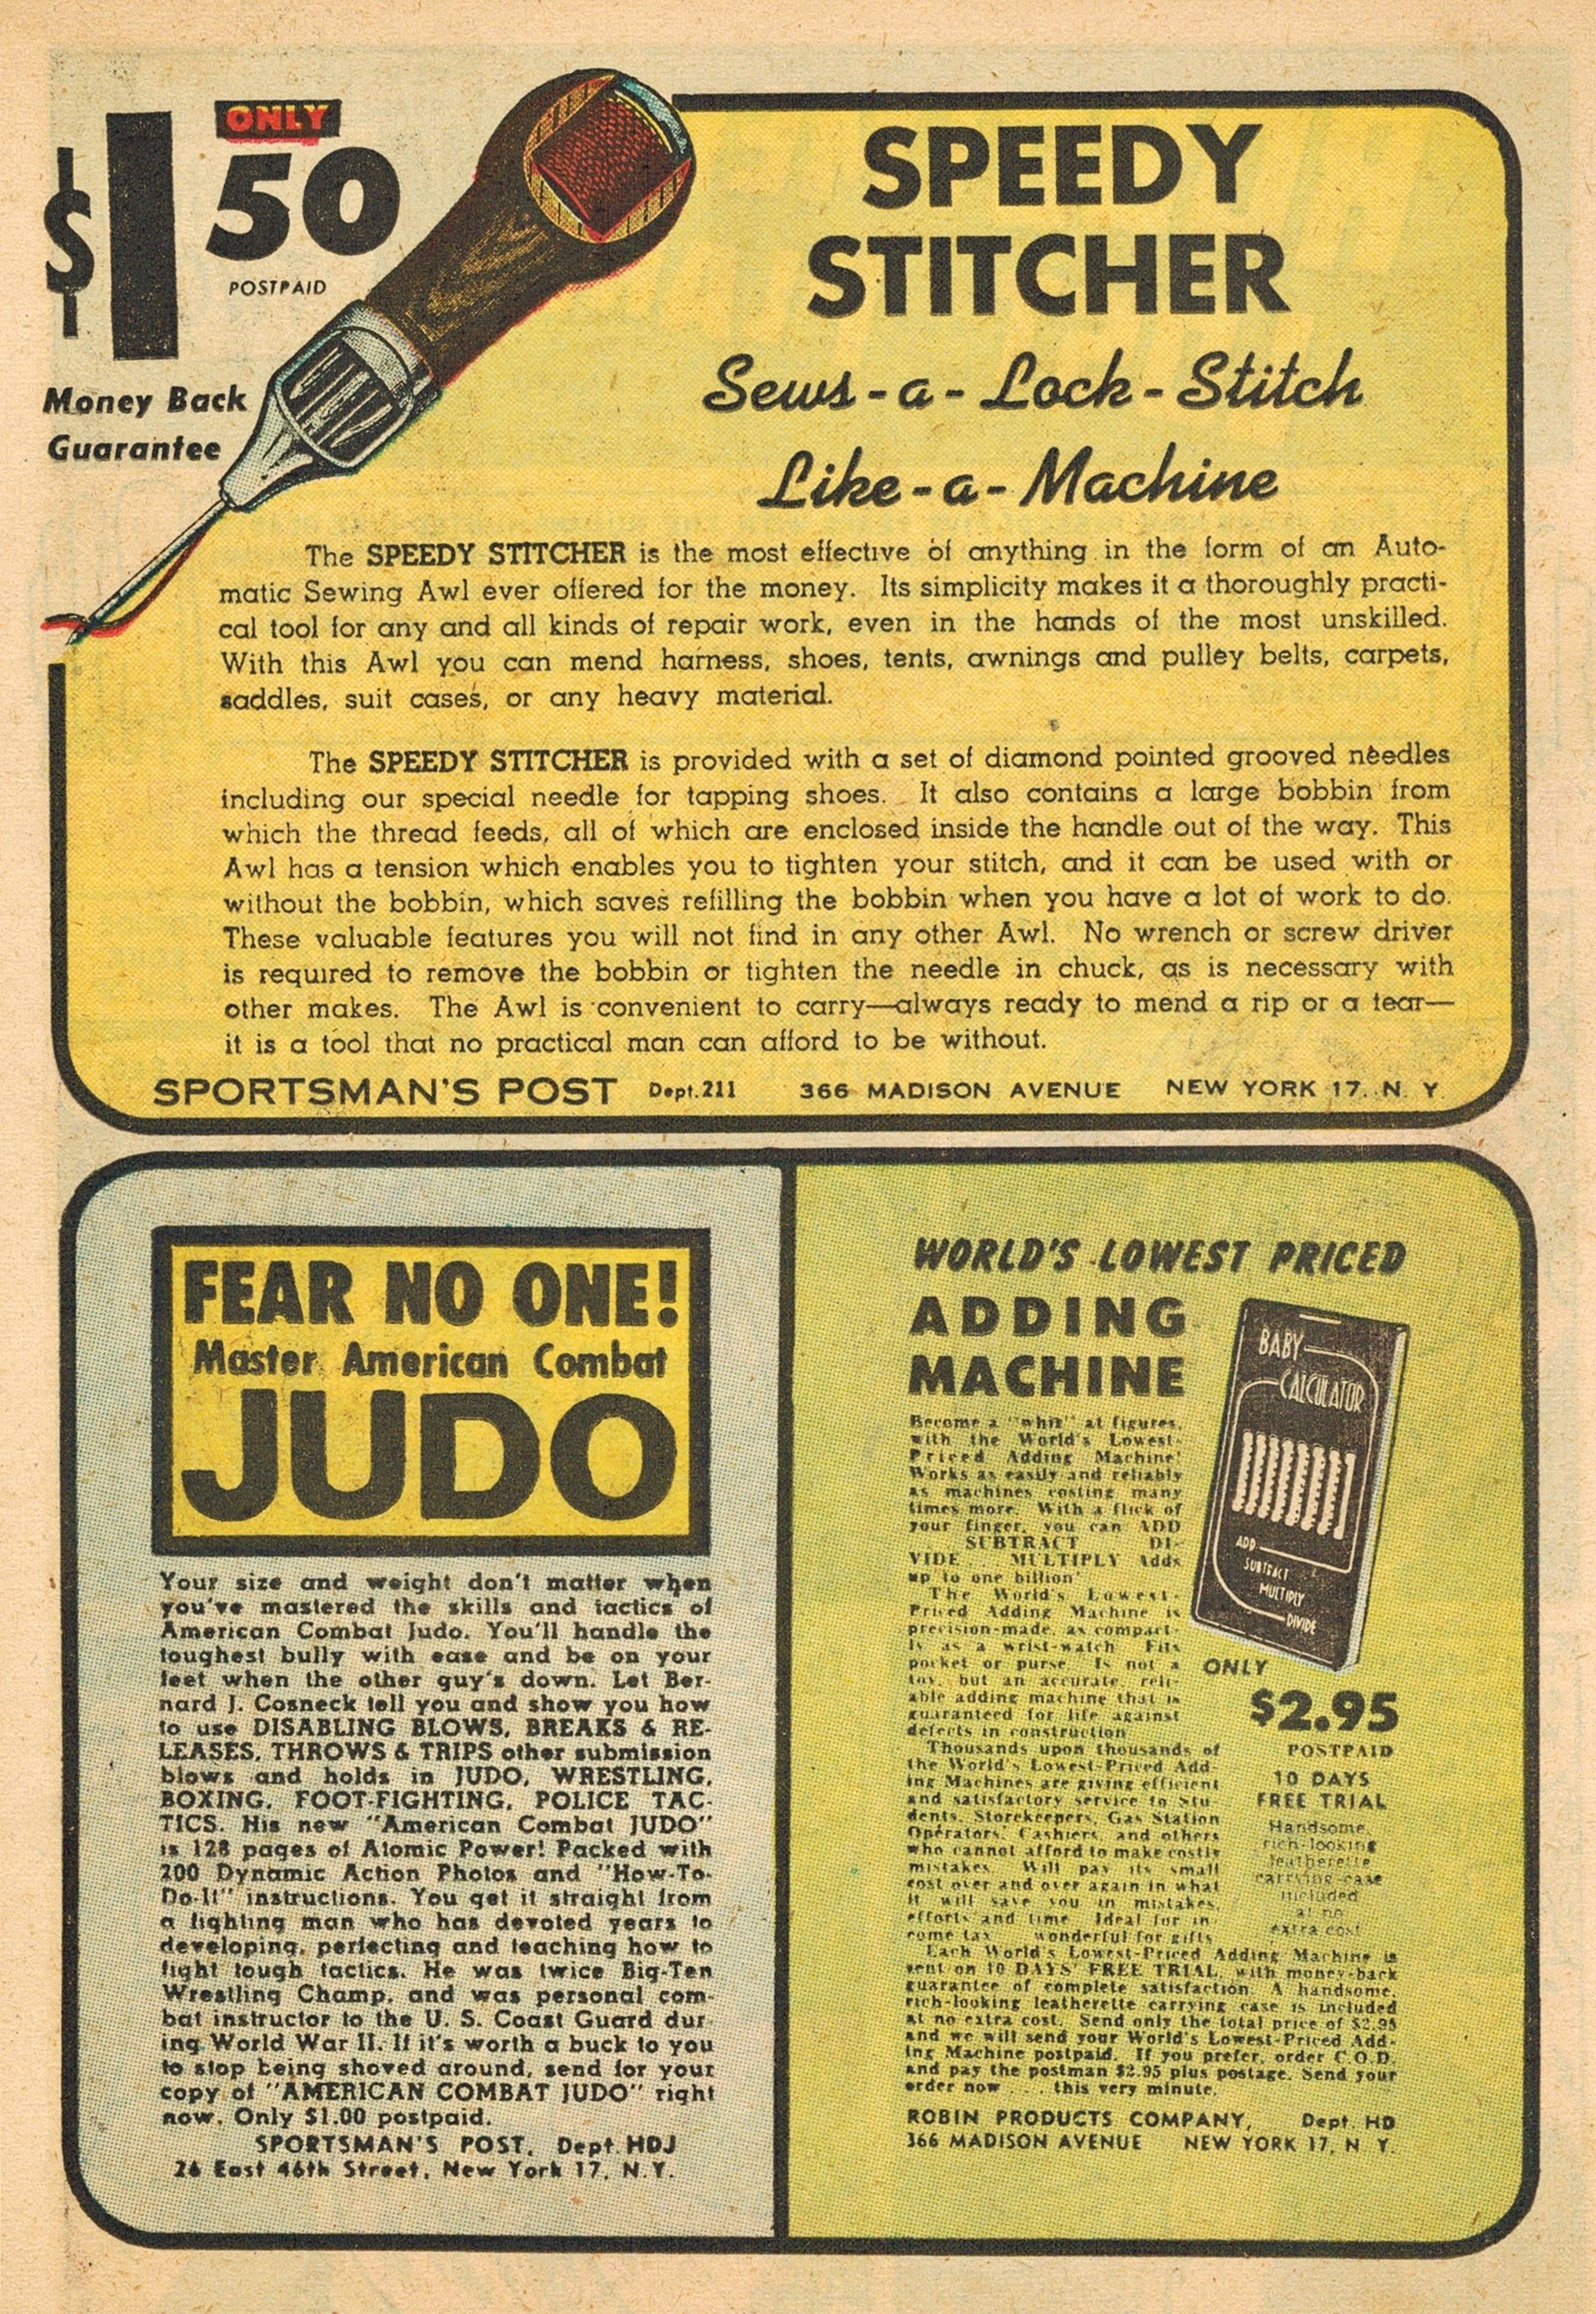 ONLY
$1 50
POSTPAID
Money Back
Guarantee
SPEEDY
STITCHER
Sews-a-Lock-Stitch
Like-a-Machine
The SPEEDY STITCHER is the most effective of anything in the form of an Auto-
matic Sewing Awl ever offered for the money. Its simplicity makes it a thoroughly practi-
cal tool for any and all kinds of repair work, even in the hands of the most unskilled.
With this Awl you can mend harness, shoes, tents, awnings and pulley belts, carpets,
saddles, suit cases, or any heavy material.
The SPEEDY STITCHER is provided with a set of diamond pointed grooved needles
including our special needle for tapping shoes. It also contains a large bobbin from
which the thread feeds, all of which are enclosed inside the handle out of the way. This
Awl has a tension which enables you to tighten your stitch, and it can be used with or
without the bobbin, which saves refilling the bobbin when you have a lot of work to do.
These valuable features you will not find in any other Awl. No wrench or screw driver
is required to remove the bobbin or tighten the needle in chuck, as is necessary with
other makes. The Awl is convenient to carry—always ready to mend a rip or a tear—
it is a tool that no practical man can afford to be without.
SPORTSMAN'S POST Dept.211 366 MADISON AVENUE NEW YORK 17, N. Y.
FEAR NO ONE!
Master American Combat
JUDO
Your size and weight don't matter when
you've mastered the skills and tactics of
American Combat Judo. You'll handle the
toughest bully with ease and be on your
feet when the other guy's down. Let Ber-
nard J. Cosneck tell you and show you how
to use DISABLING BLOWS, BREAKS & RE-
LEASES, THROWS & TRIPS other submission
blows and holds in JUDO, WRESTLING,
BOXING, FOOT-FIGHTING, POLICE TAC-
TICS. His new "American Combat JUDO"
is 128 pages of Atomic Power! Packed with
200 Dynamic Action Photos and "How-To-
Do-It" instructions. You get it straight from
a fighting man who has devoted years to
developing, perfecting and teaching how to
fight tough tactics. He was twice Big-Ten
Wrestling Champ, and was personal com-
bat instructor to the U. S. Coast Guard dur-
ing World War II. If it's worth a buck to you
to stop being shoved around, send for your
copy of "AMERICAN COMBAT JUDO" right
now. Only $1.00 postpaid.
SPORTSMAN'S POST, Dept. HDJ
26 East 46th Street, New York 17, N.Y.
WORLD'S LOWEST PRICED
ADDING
MACHINE
BABY
CALCULATOR
ADD
SUBTRACT
MULTIPLY
DIVIDE
Become a "whiz" at figures,
with the World's Lowest-
Priced Adding Machine!
Works as easily and reliably
as machines costing many
times more. With a flick of
your finger, you can ADD
SUBTRACT DI-
VIDE . . MULTIPLY Adds
up to one billion!
The World's Lowest-
Priced Adding Machine is
precision-made, as compact-
ly as a wrist-watch Fits
pocket or purse. Is not a
toy, but an accurate, reli-
able adding machine that is
guaranteed for life against
defects in construction
Thousands upon thousands of
the World's Lowest-Priced Add-
ing Machines are giving efficient
and satisfactory service to Stu-
dents, Storekeepers, Gas Station
Operators, Cashiers, and others
who cannot afford to make costly
mistakes. Will pay its small
cost over and over again in what
it will save you in mistakes,
efforts and time Ideal for in-
come tax wonderful for gifts
ONLY
$2.95
POSTPAID
10 DAYS
FREE TRIAL
Handsome,
rich-looking
leatherette
carrying-case
included
at no
extra cost
Each World's Lowest-Priced Adding Machine is
sent on 10 DAYS' FREE TRIAL, with money-back
guarantee of complete satisfaction. A handsome,
rich-looking leatherette carrying case is included
at no extra cost. Send only the total price of $2.95
and we will send your World's Lowest-Priced Add-
ing Machine postpaid. If you prefer, order C.O.D.
and pay the postman $2.95 plus postage. Send your
order now . . . this very minute.
ROBIN PRODUCTS COMPANY, Dept. HD
366 MADISON AVENUE NEW YORK 17, N. Y.